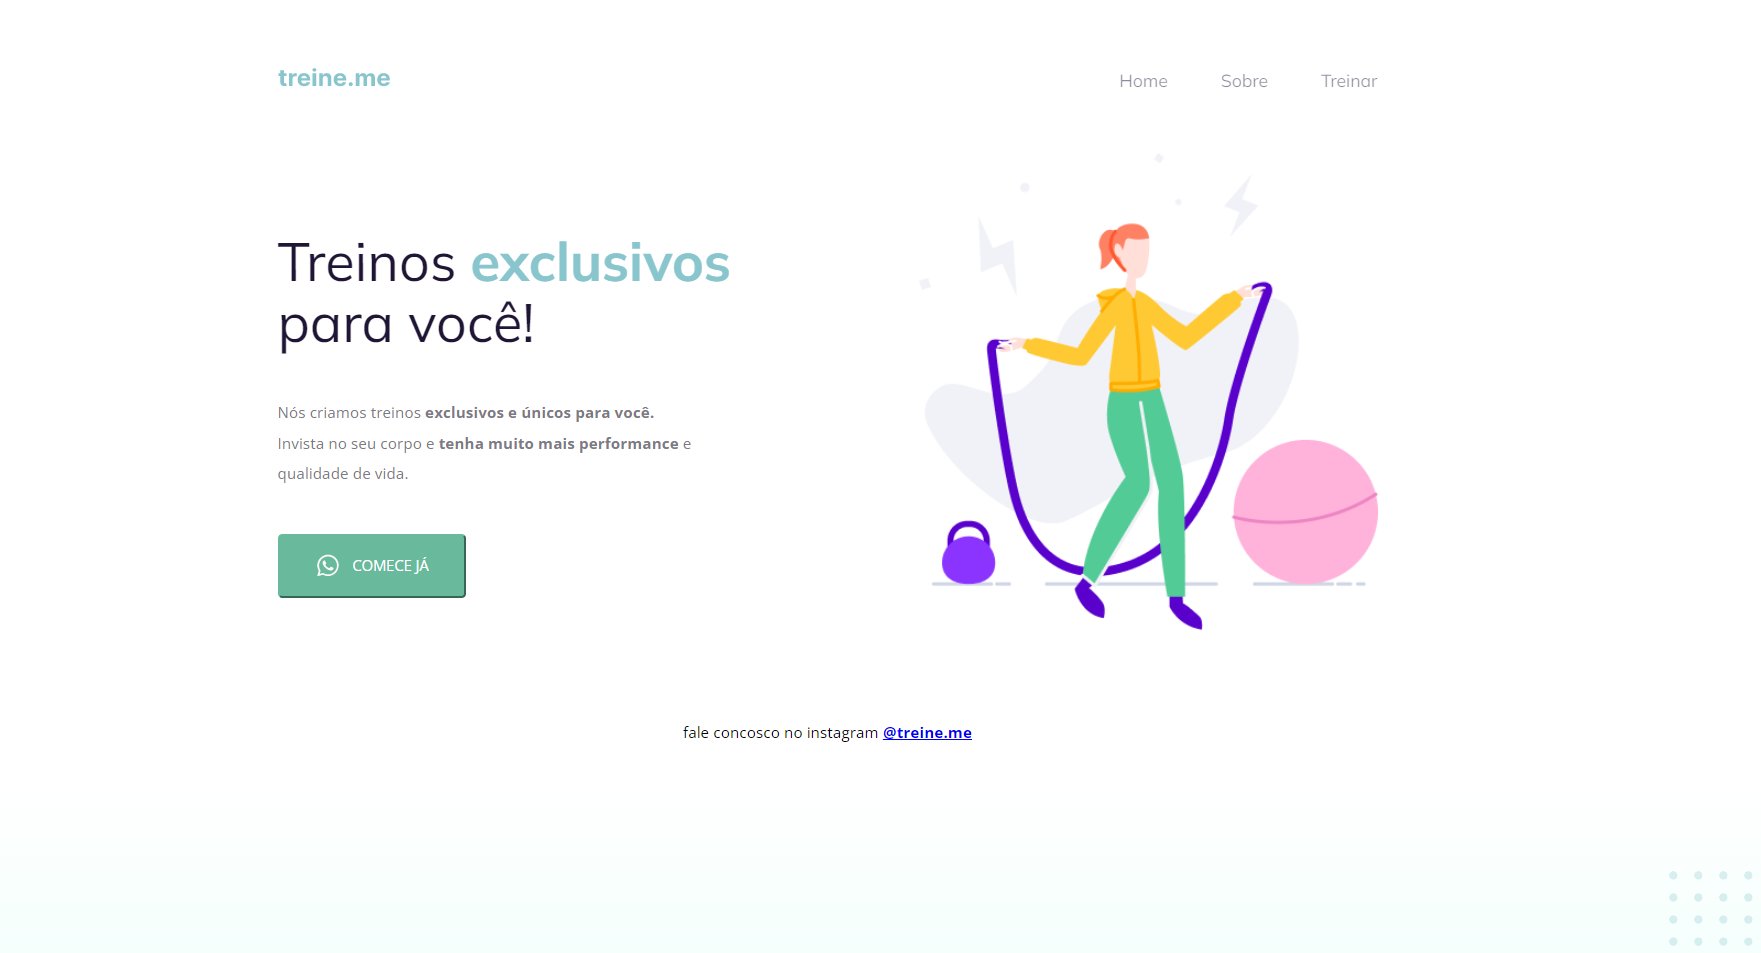 treine.me
Home Sobre Treinar
Treinos exclusivos
para você!
Nós criamos treinos exclusivos e únicos para você.
Invista no seu corpo e tenha muito mais performance e
qualidade de vida.
COMECE JÁ
fale concosco no instagram @treine.me